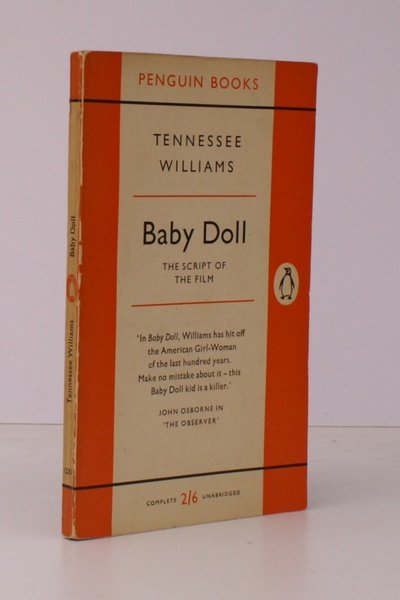 PENGUIN BOOKS
TENNESSEE
WILLIAMS
Baby Doll
THE SCRIPT OF
THE FILM
'In Baby Doll, Williams has hit off
the American Girl-Woman
of the last hundred years.
Make no mistake about it – this
Baby Doll kid is a killer.'
JOHN OSBORNE IN
'THE OBSERVER'
COMPLETE 2/6 UNABRIDGED
Tennessee Williams
Baby Doll